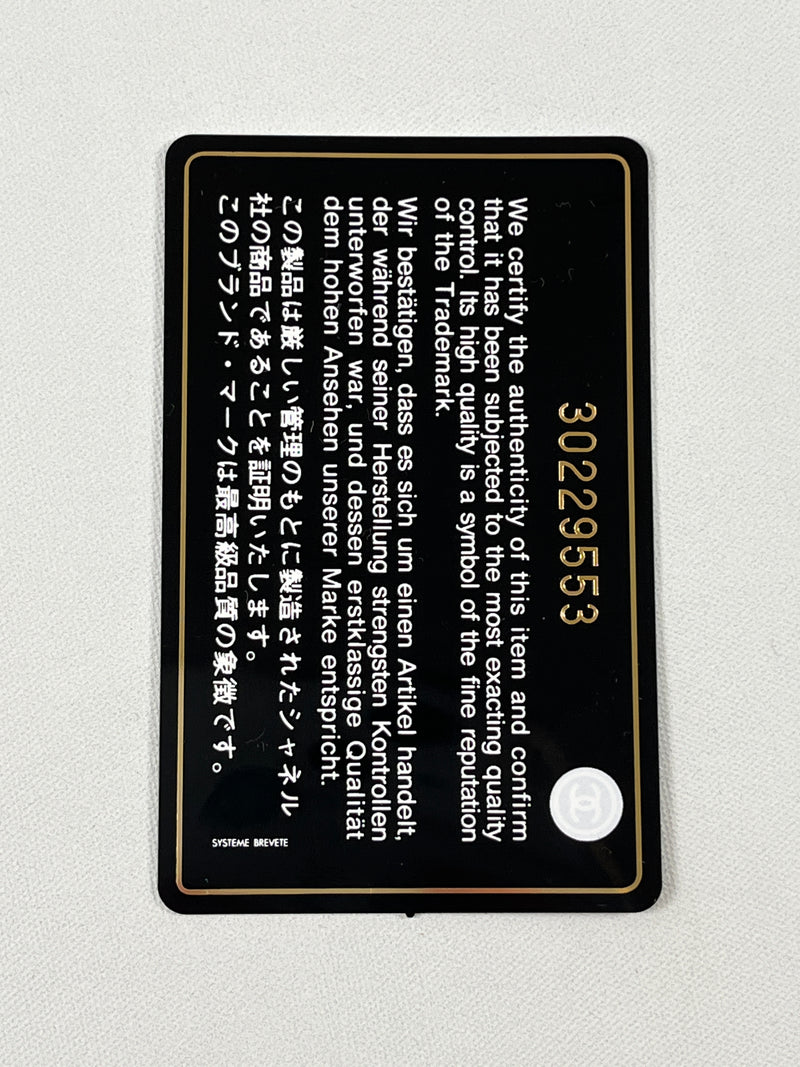 30229553
We certify the authenticity of this item and confirm
that it has been subjected to the most exacting quality
control. Its high quality is a symbol of the fine reputation
of the Trademark.
Wir bestätigen, dass es sich um einen Artikel handelt,
der während seiner Herstellung strengsten Kontrollen
unterworfen war, und dessen erstklassige Qualität
dem hohen Ansehen unserer Marke entspricht.
この製品は厳しい管理のもとに製造されたシャネル
社の商品であることを証明いたします。
このブランド・マークは最高級品質の象徴です。
SYSTEME BREVETE